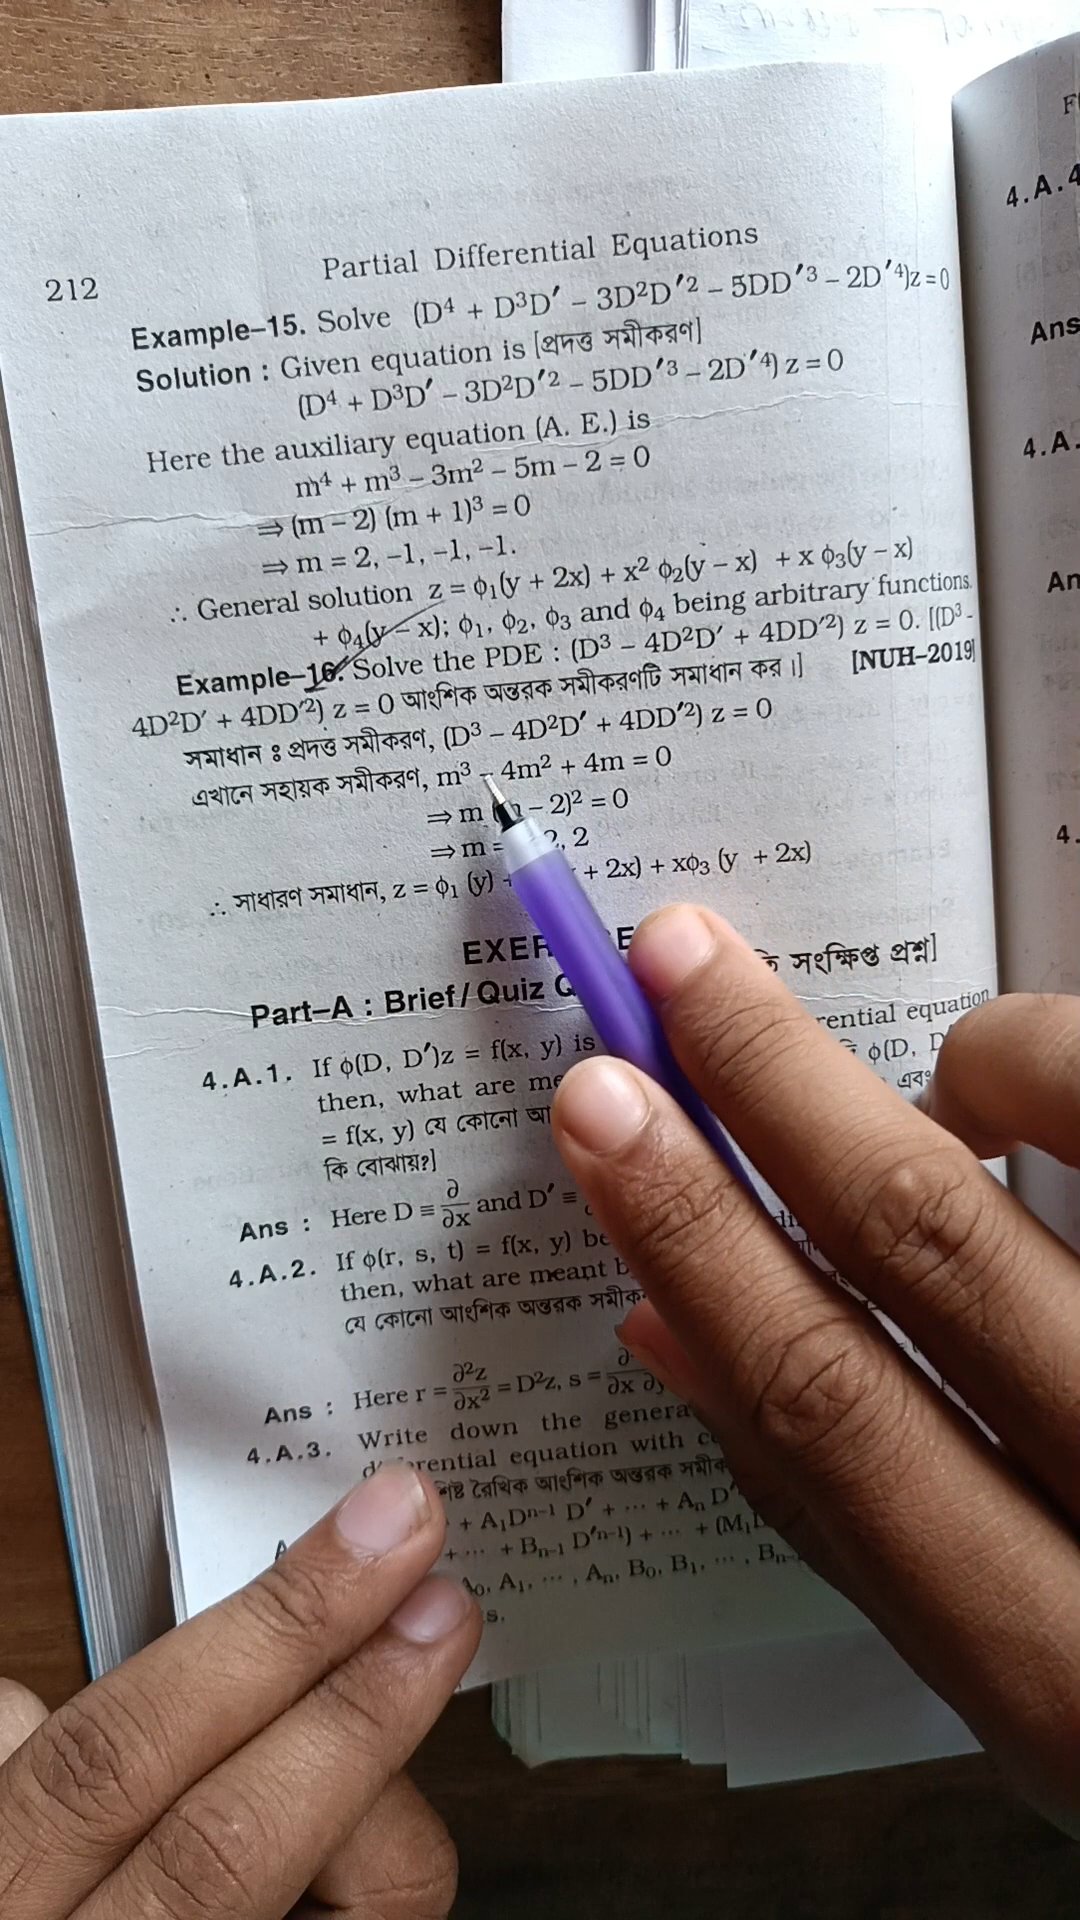 212
Partial Differential Equations
Example–15. Solve (D⁴ + D³D′ – 3D²D′² – 5DD′³ – 2D′⁴)z = 0
Solution : Given equation is [প্রদত্ত সমীকরণ]
(D⁴ + D³D′ – 3D²D′² – 5DD′³ – 2D′⁴) z = 0
Here the auxiliary equation (A. E.) is
m⁴ + m³ – 3m² – 5m – 2 = 0
⇒ (m – 2) (m + 1)³ = 0
⇒ m = 2, –1, –1, –1.
∴ General solution z = ϕ₁(y + 2x) + x² ϕ₂(y – x) + x ϕ₃(y – x)
+ ϕ₄(y – x); ϕ₁, ϕ₂, ϕ₃ and ϕ₄ being arbitrary functions.
Example–16. Solve the PDE : (D³ – 4D²D′ + 4DD′²) z = 0. [(D³ -
4D²D′ + 4DD′²) z = 0 আংশিক অন্তরক সমীকরণটি সমাধান কর।] [NUH–2019]
সমাধান ঃ প্রদত্ত সমীকরণ, (D³ – 4D²D′ + 4DD′²) z = 0
এখানে সহায়ক সমীকরণ, m³ – 4m² + 4m = 0
⇒ m – 2)² = 0
⇒ m = 2, 2
∴ সাধারণ সমাধান, z = ϕ₁ (y) + + 2x) + xϕ₃ (y + 2x)
সংক্ষিপ্ত প্রশ্ন]
Part–A : Brief/Quiz
4.A.1. If ϕ(D, D′)z = f(x, y) is equation
then, what are ϕ(D,
= f(x, y) যে কোনো এবং
কি বোঝায়?]
Ans : Here D ≡ ∂/∂x and D′ ≡
4.A.2. If ϕ(r, s, t) = f(x, y) be
then, what are meant
যে কোনো আংশিক অন্তরক
Ans : Here r = ∂²z/∂x² = D²z, s =
4.A.3. Write down the
equation with
রৈখিক আংশিক অন্তরক
+ A₁Dⁿ⁻¹ D′ + ··· + Aₙ
+ ··· + Bₙ₋₁ D′ⁿ⁻¹) + ··· +
A₀, A₁, ··· , Aₙ, B₀, B₁, ··· ,
4.A.
Ans
4.A.
An
4.